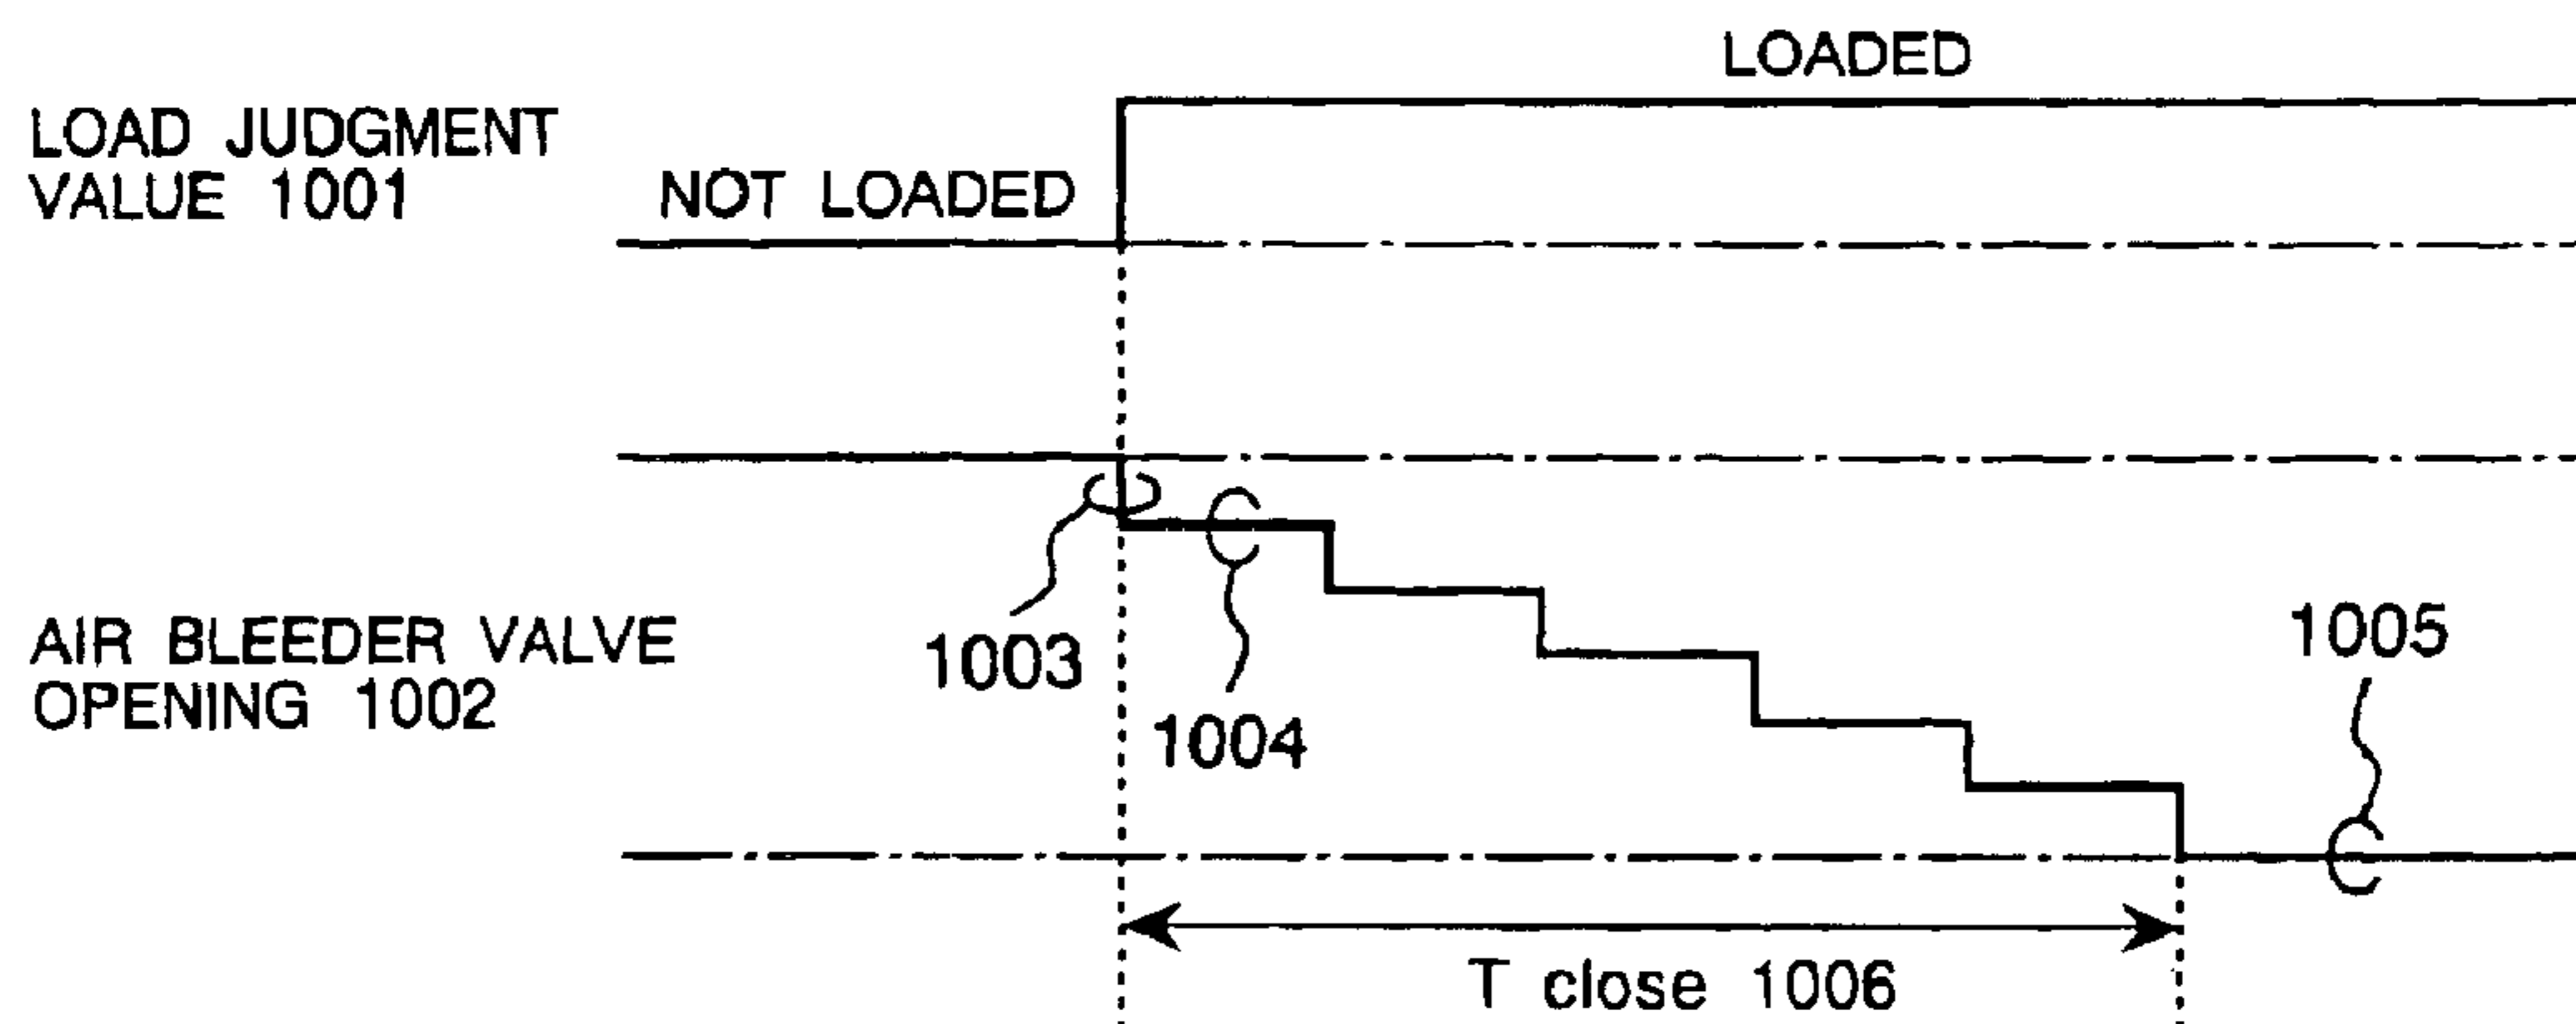 LOADED
LOAD JUDGMENT
VALUE 1001
NOT LOADED
1003
1004
AIR BLEEDER VALVE
OPENING 1002
1005
T close 1006